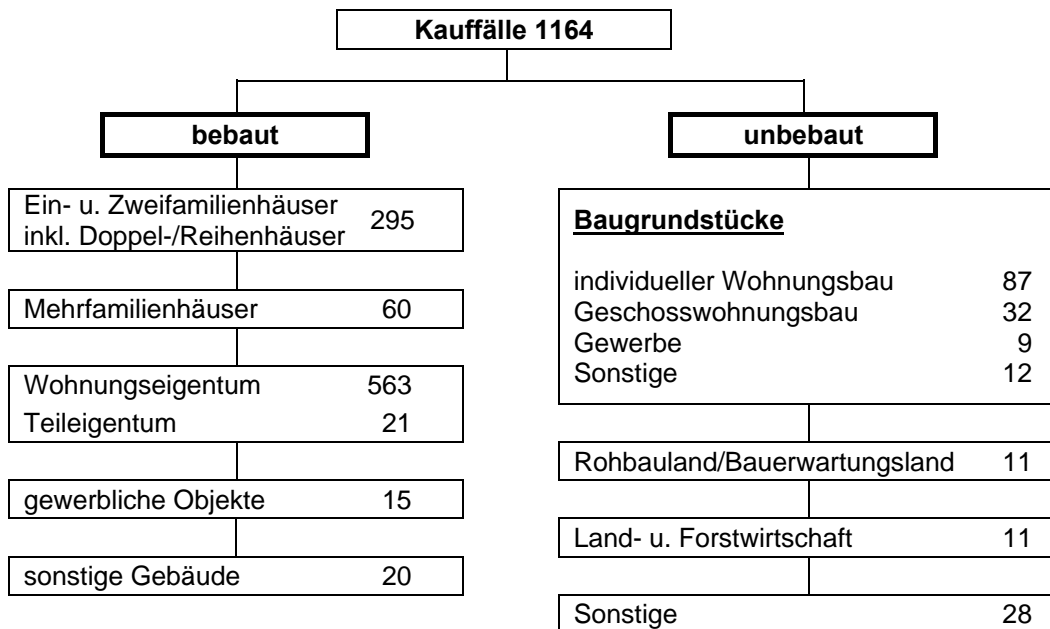 Kauffälle 1164
bebaut
Ein- u. Zweifamilienhäuser
inkl. Doppel-/Reihenhäuser 295
Mehrfamilienhäuser 60
Wohnungseigentum 563
Teileigentum 21
gewerbliche Objekte 15
sonstige Gebäude 20
unbebaut
Baugrundstücke
individueller Wohnungsbau 87
Geschosswohnungsbau 32
Gewerbe 9
Sonstige 12
Rohbauland/Bauerwartungsland 11
Land- u. Forstwirtschaft 11
Sonstige 28